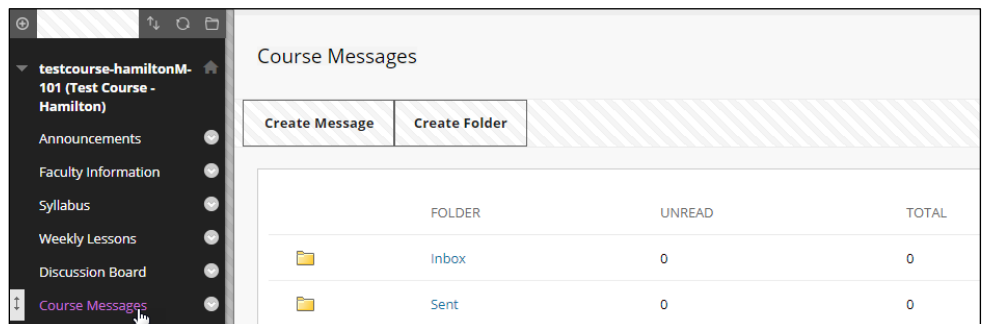 testcourse-hamiltonM-
101 (Test Course -
Hamilton)
Announcements
Faculty Information
Syllabus
Weekly Lessons
Discussion Board
Course Messages
Course Messages
Create Message Create Folder
FOLDER UNREAD TOTAL
Inbox 0 0
Sent 0 0